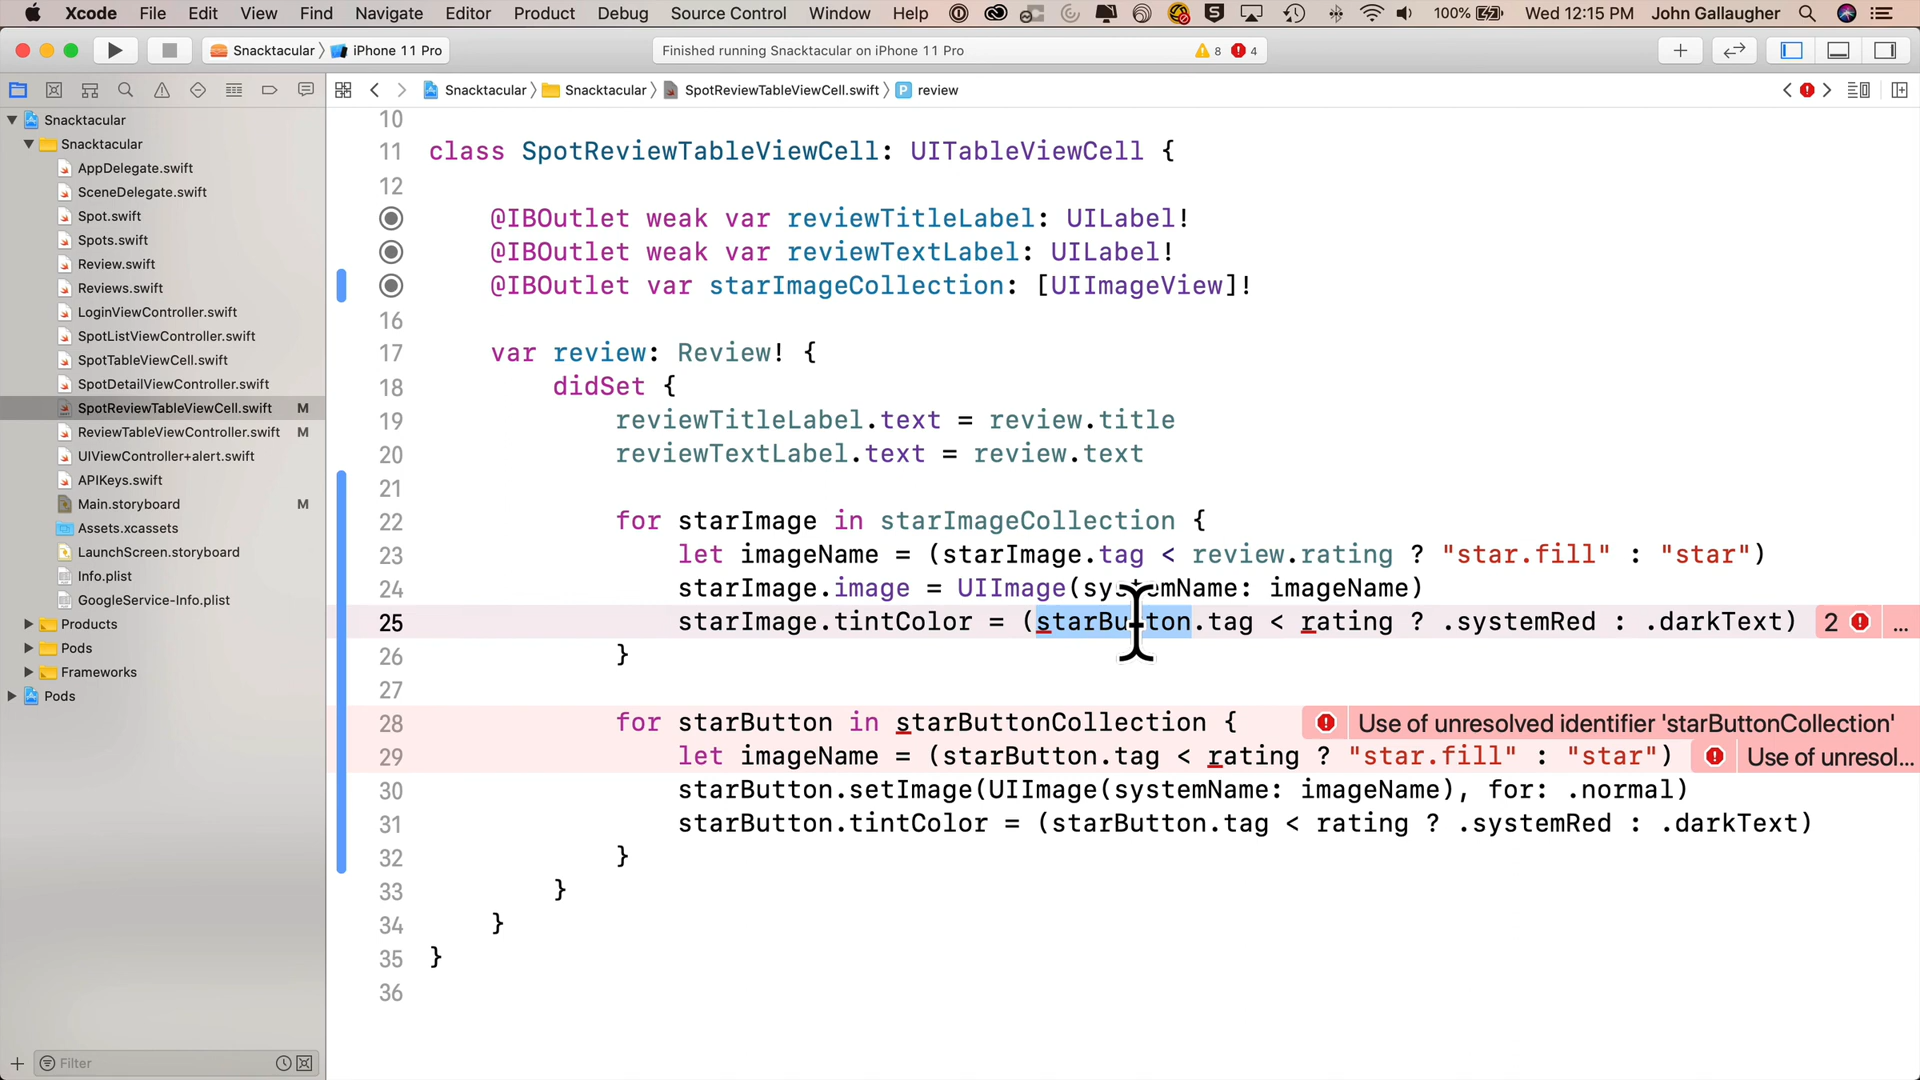 Xcode File Edit View Find Navigate Editor Product Debug Source Control Window Help 100% Wed 12:15 PM John Gallaugher
Snacktacular 〉 iPhone 11 Pro
Finished running Snacktacular on iPhone 11 Pro
8 4
Snacktacular 〉 Snacktacular 〉 SpotReviewTableViewCell.swift 〉 P review
Snacktacular
Snacktacular
AppDelegate.swift
SceneDelegate.swift
Spot.swift
Spots.swift
Review.swift
Reviews.swift
LoginViewController.swift
SpotListViewController.swift
SpotTableViewCell.swift
SpotDetailViewController.swift
SpotReviewTableViewCell.swift M
ReviewTableViewController.swift M
UIViewController+alert.swift
APIKeys.swift
Main.storyboard M
Assets.xcassets
LaunchScreen.storyboard
Info.plist
GoogleService-Info.plist
Products
Pods
Frameworks
Pods
Filter
10
11 class SpotReviewTableViewCell: UITableViewCell {
12
@IBOutlet weak var reviewTitleLabel: UILabel!
@IBOutlet weak var reviewTextLabel: UILabel!
@IBOutlet var starImageCollection: [UIImageView]!
16
17 var review: Review! {
18 didSet {
19 reviewTitleLabel.text = review.title
20 reviewTextLabel.text = review.text
21
22 for starImage in starImageCollection {
23 let imageName = (starImage.tag < review.rating ? "star.fill" : "star")
24 starImage.image = UIImage(systemName: imageName)
25 starImage.tintColor = (starButton.tag < rating ? .systemRed : .darkText) 2 ...
26 }
27
28 for starButton in starButtonCollection { Use of unresolved identifier 'starButtonCollection'
29 let imageName = (starButton.tag < rating ? "star.fill" : "star") Use of unresol...
30 starButton.setImage(UIImage(systemName: imageName), for: .normal)
31 starButton.tintColor = (starButton.tag < rating ? .systemRed : .darkText)
32 }
33 }
34 }
35 }
36